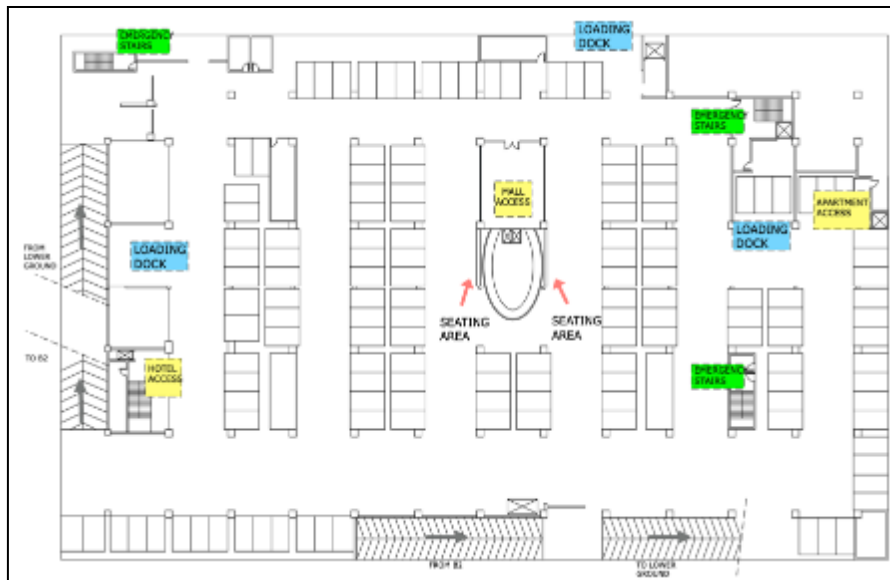 EMERGENCY
STAIRS
LOADING
DOCK
EMERGENCY
STAIRS
MALL
ACCESS
APARTMENT
ACCESS
FROM
LOWER
GROUND
LOADING
DOCK
LOADING
DOCK
SEATING
AREA
SEATING
AREA
TO B2
HOTEL
ACCESS
EMERGENCY
STAIRS
FROM B2
TO LOWER
GROUND